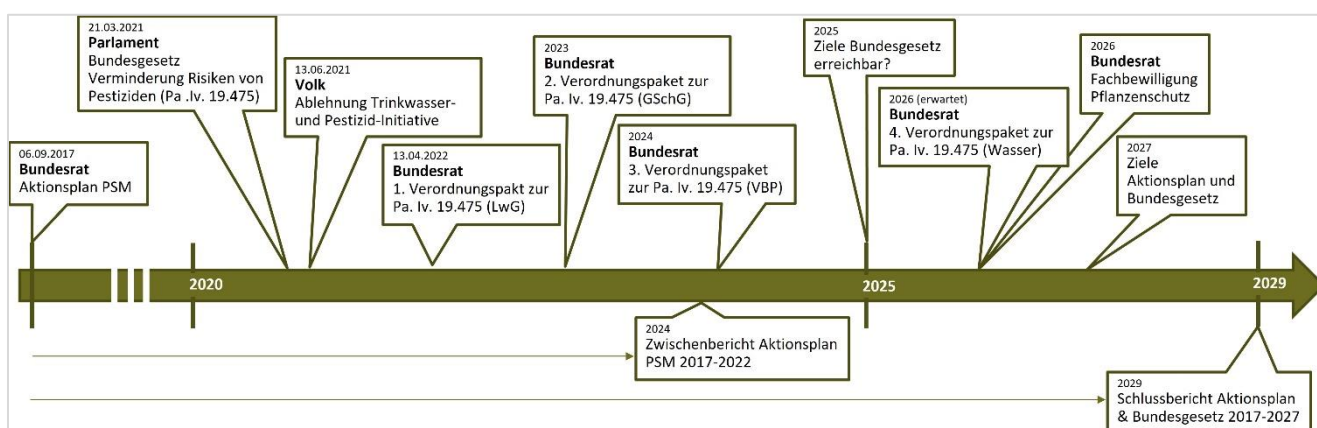 21.03.2021
Parlament
Bundesgesetz
Verminderung Risiken von
Pestiziden (Pa .Iv. 19.475)
13.06.2021
Volk
Ablehnung Trinkwasser-
und Pestizid-Initiative
2023
Bundesrat
2. Verordnungspaket zur
Pa. Iv. 19.475 (GSchG)
2025
Ziele Bundesgesetz
erreichbar?
2026
Bundesrat
Fachbewilligung
Pflanzenschutz
06.09.2017
Bundesrat
Aktionsplan PSM
13.04.2022
Bundesrat
1. Verordnungspakt zur
Pa. Iv. 19.475 (LwG)
2024
Bundesrat
3. Verordnungspaket
zur Pa. Iv. 19.475 (VBP)
2026 (erwartet)
Bundesrat
4. Verordnungspaket zur
Pa. Iv. 19.475 (Wasser)
2027
Ziele
Aktionsplan und
Bundesgesetz
2020
2025
2029
2024
Zwischenbericht Aktionsplan
PSM 2017-2022
2029
Schlussbericht Aktionsplan
& Bundesgesetz 2017-2027